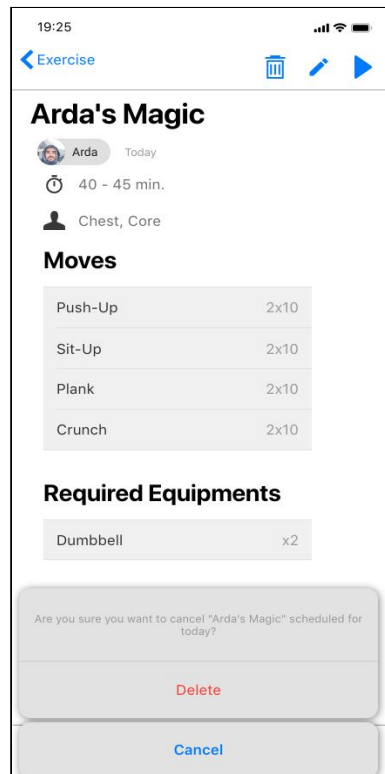 19:25
Exercise
Arda's Magic
Arda Today
40 - 45 min.
Chest, Core
Moves
Push-Up 2x10
Sit-Up 2x10
Plank 2x10
Crunch 2x10
Required Equipments
Dumbbell x2
Are you sure you want to cancel "Arda's Magic" scheduled for
today?
Delete
Cancel